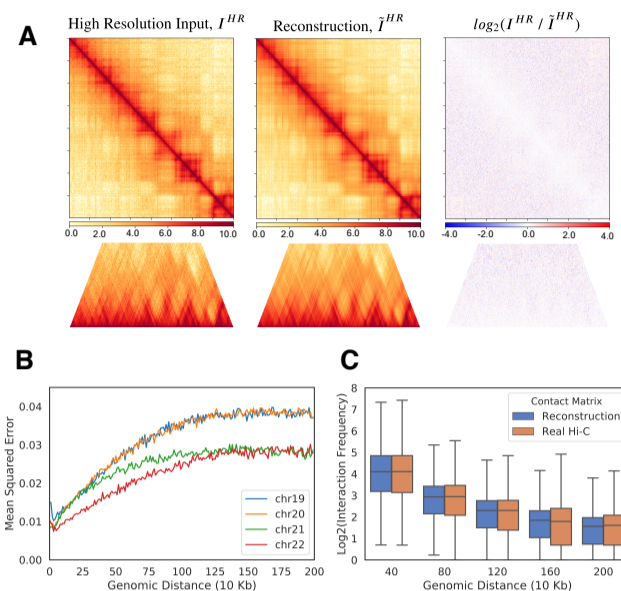 A
High Resolution Input, I^HR
Reconstruction, Ĩ^HR
log₂(I^HR / Ĩ^HR)
0.0 2.0 4.0 6.0 8.0 10.0
0.0 2.0 4.0 6.0 8.0 10.0
-4.0 -2.0 0.0 2.0 4.0
B
Mean Squared Error
0.04
0.03
0.02
0.01
0.00
chr19
chr20
chr21
chr22
0 25 50 75 100 125 150 175 200
Genomic Distance (10 Kb)
C
Log2(Interaction Frequency)
8
7
6
5
4
3
2
1
0
Contact Matrix
Reconstruction
Real Hi-C
40 80 120 160 200
Genomic Distance (10 Kb)